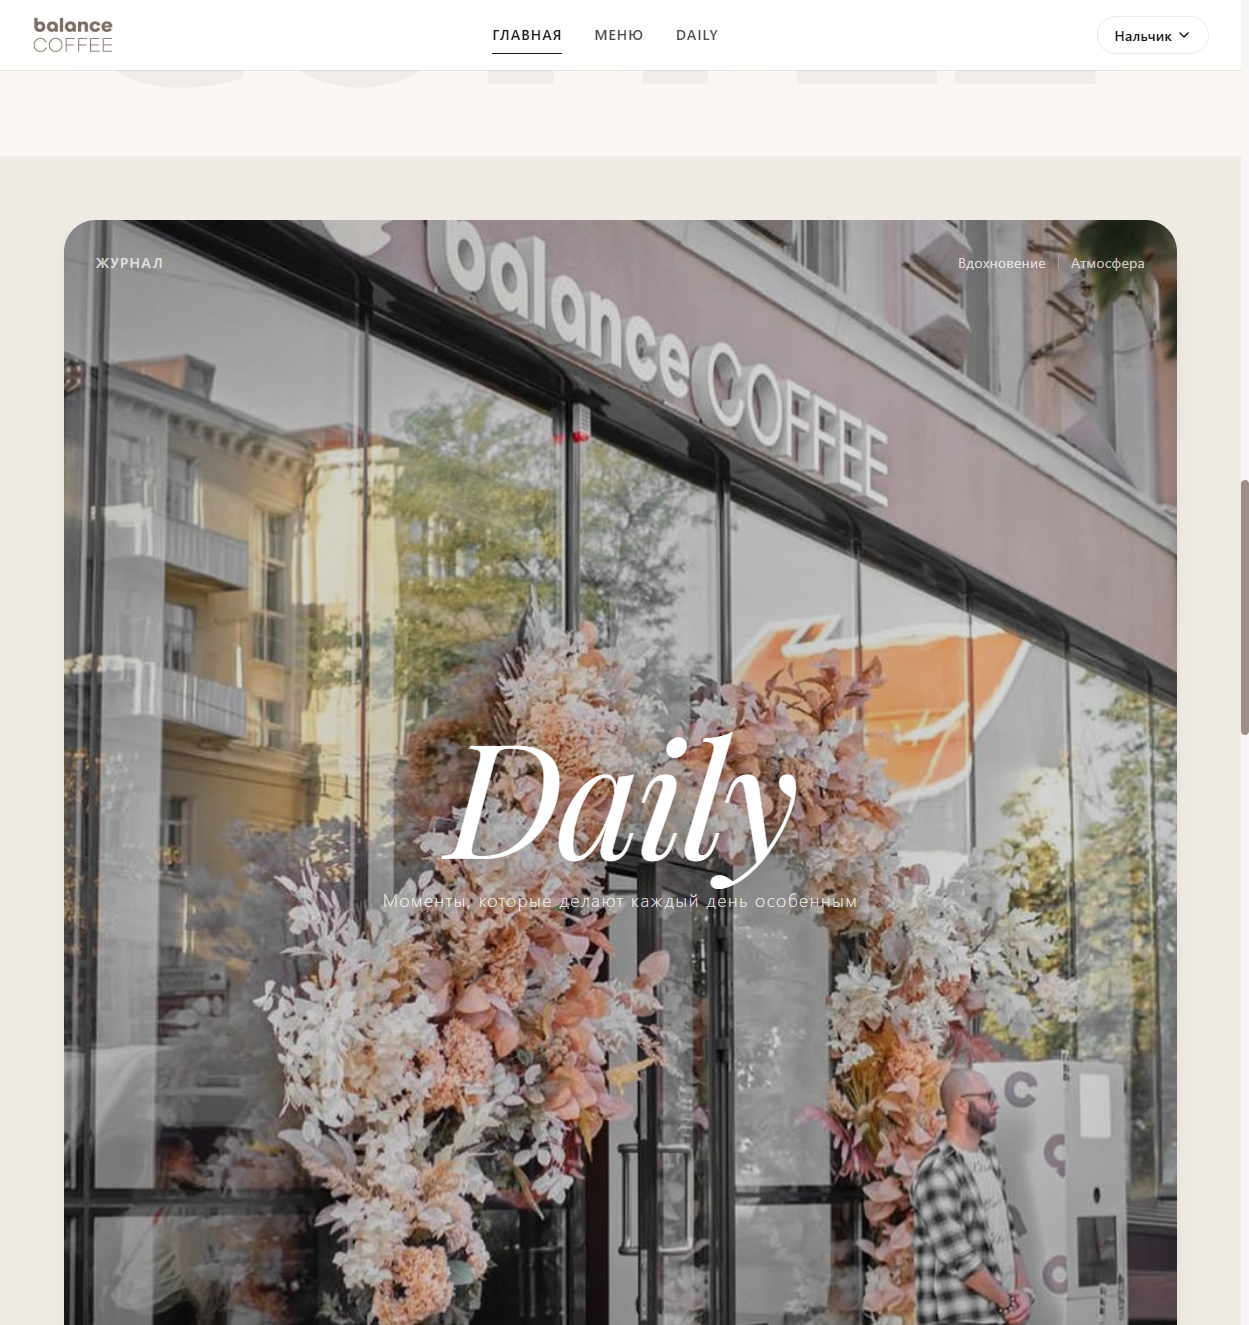 balance
COFFEE
ГЛАВНАЯ
МЕНЮ
DAILY
Нальчик
ЖУРНАЛ
Вдохновение
Атмосфера
balance COFFEE
Daily
Моменты, которые делают каждый день особенным